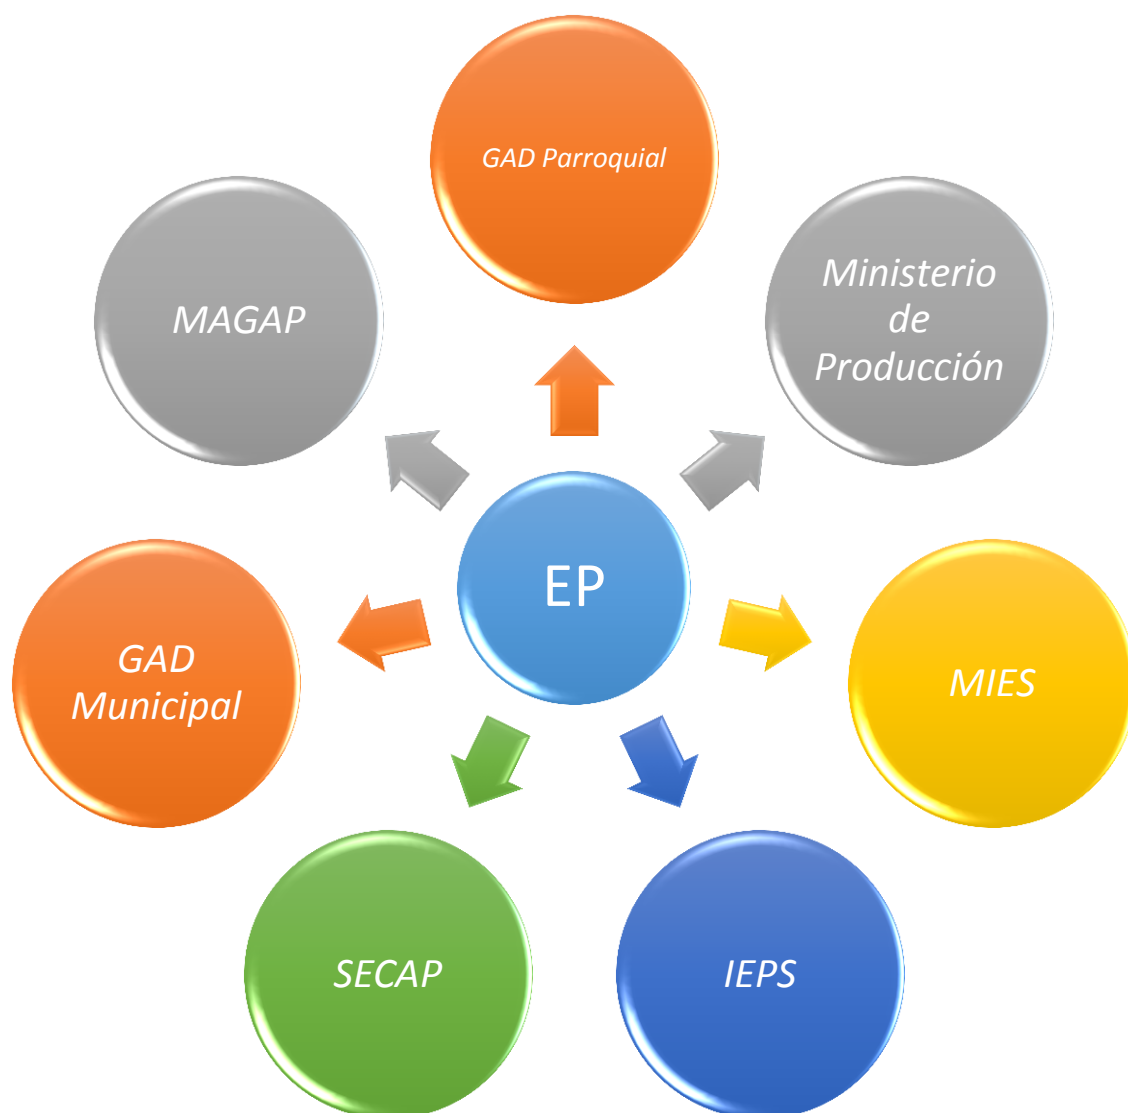 GAD Parroquial
MAGAP
Ministerio
de
Producción
EP
GAD
Municipal
MIES
SECAP
IEPS